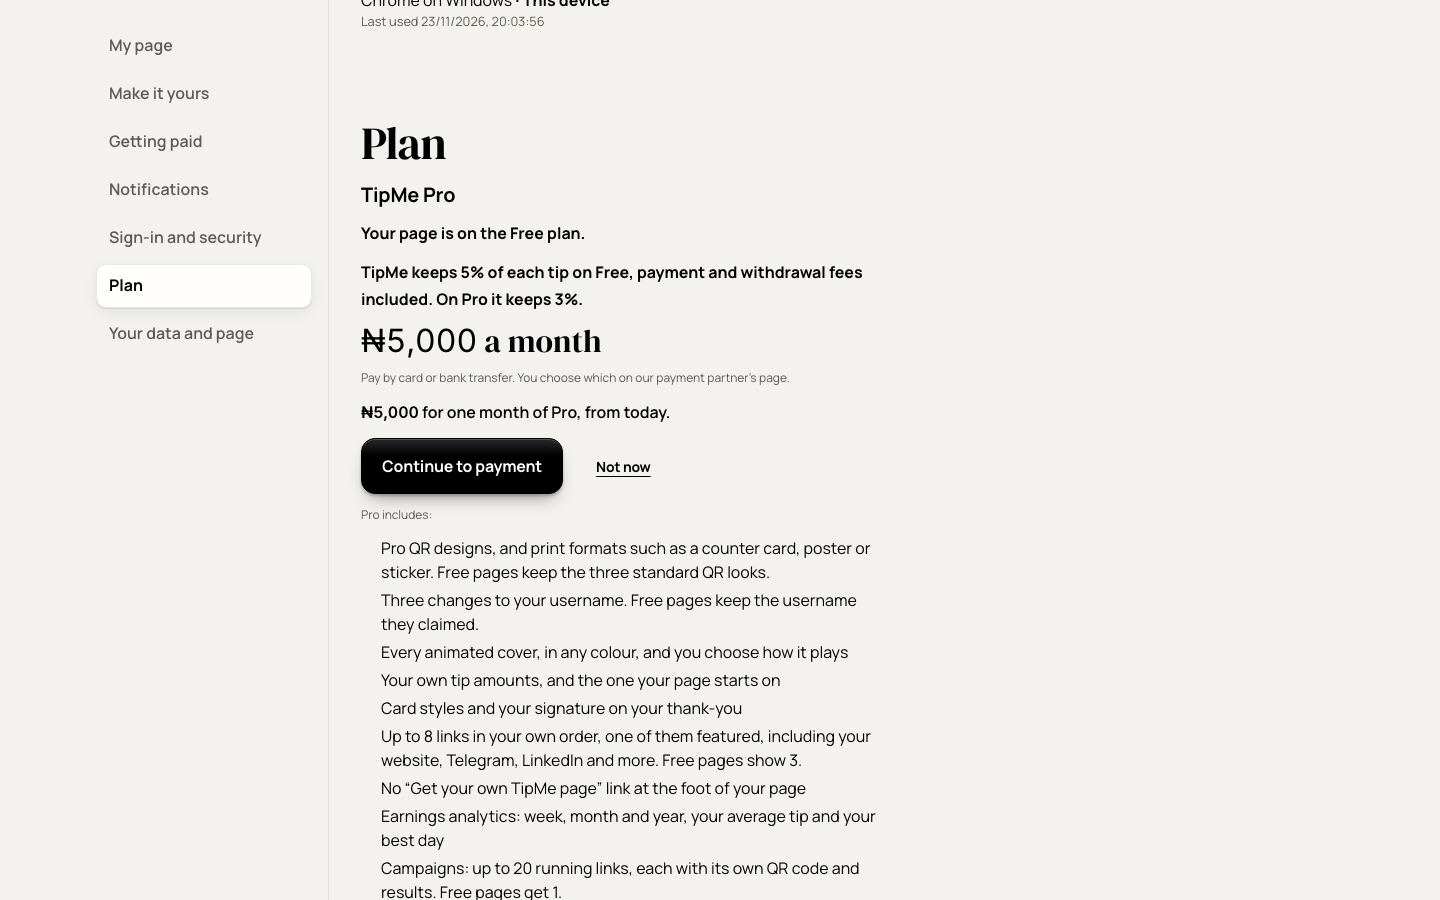 Chrome on Windows · This device
Last used 23/11/2026, 20:03:56
My page
Make it yours
Getting paid
Notifications
Sign-in and security
Plan
Your data and page
Plan
TipMe Pro
Your page is on the Free plan.
TipMe keeps 5% of each tip on Free, payment and withdrawal fees
included. On Pro it keeps 3%.
₦5,000 a month
Pay by card or bank transfer. You choose which on our payment partner’s page.
₦5,000 for one month of Pro, from today.
Continue to payment
Not now
Pro includes:
Pro QR designs, and print formats such as a counter card, poster or
sticker. Free pages keep the three standard QR looks.
Three changes to your username. Free pages keep the username
they claimed.
Every animated cover, in any colour, and you choose how it plays
Your own tip amounts, and the one your page starts on
Card styles and your signature on your thank-you
Up to 8 links in your own order, one of them featured, including your
website, Telegram, LinkedIn and more. Free pages show 3.
No “Get your own TipMe page” link at the foot of your page
Earnings analytics: week, month and year, your average tip and your
best day
Campaigns: up to 20 running links, each with its own QR code and
results. Free pages get 1.